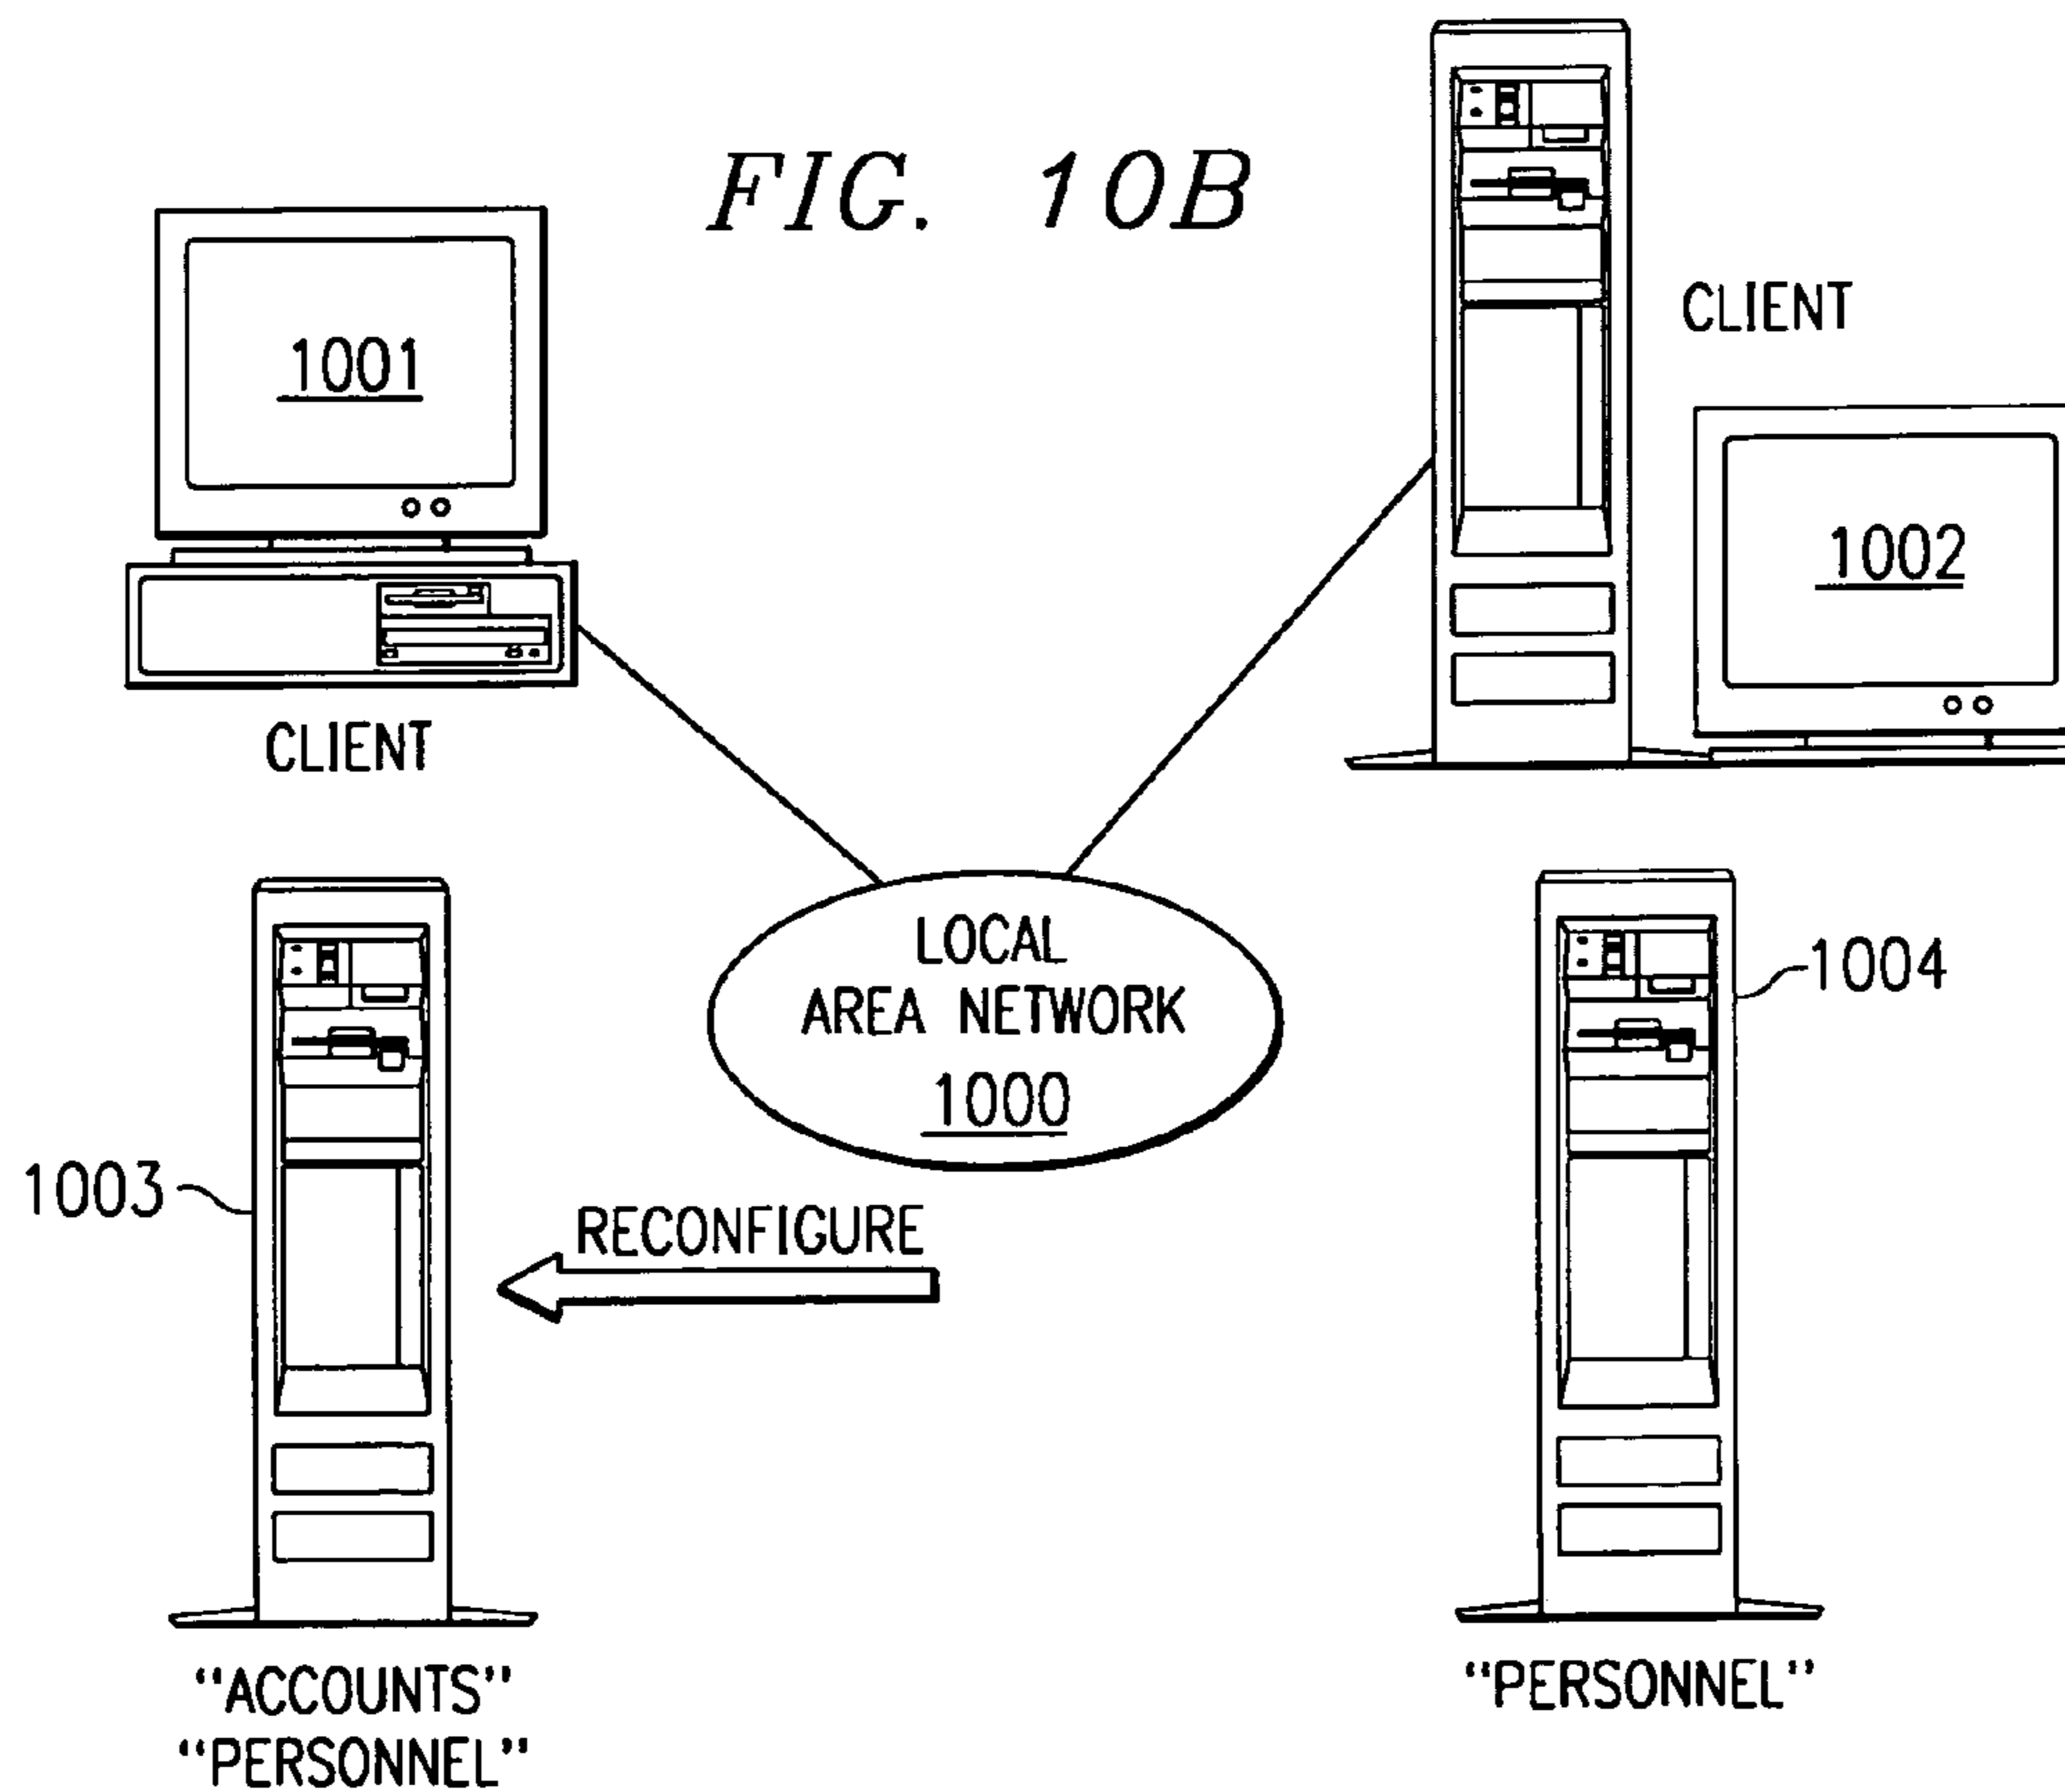 FIG. 10B
1001
CLIENT
CLIENT
1002
LOCAL
AREA NETWORK
1000
1003
1004
RECONFIGURE
"ACCOUNTS"
"PERSONNEL"
"PERSONNEL"